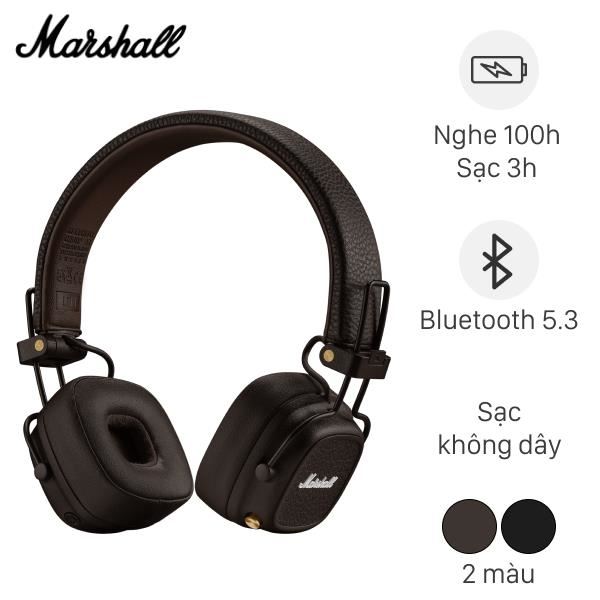 Marshall
Nghe 100h
Sạc 3h
Bluetooth 5.3
Sạc
không dây
2 màu
Marshall